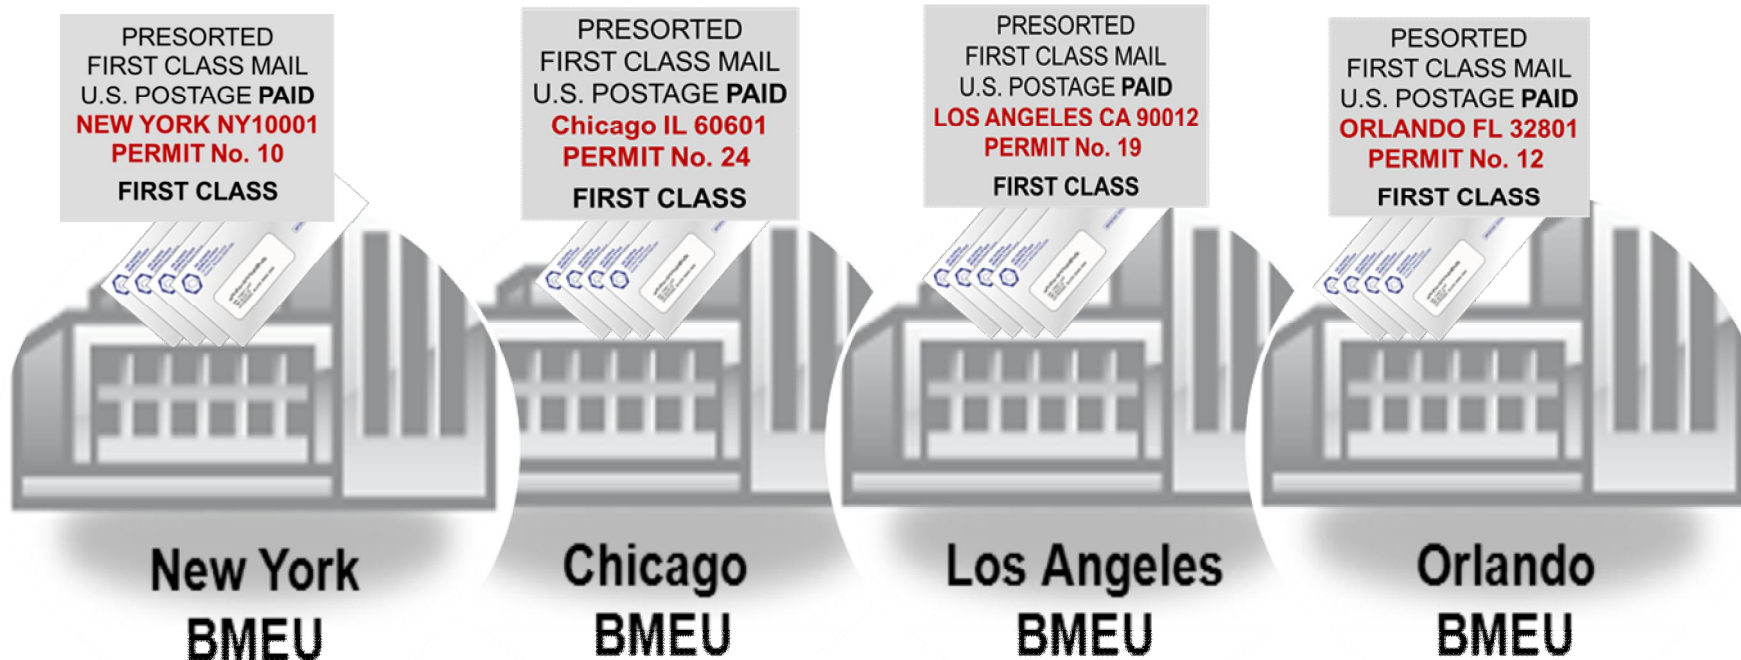 PRESORTED
FIRST CLASS MAIL
U.S. POSTAGE PAID
NEW YORK NY10001
PERMIT No. 10
FIRST CLASS
PRESORTED
FIRST CLASS MAIL
U.S. POSTAGE PAID
Chicago IL 60601
PERMIT No. 24
FIRST CLASS
PRESORTED
FIRST CLASS MAIL
U.S. POSTAGE PAID
LOS ANGELES CA 90012
PERMIT No. 19
FIRST CLASS
PESORTED
FIRST CLASS MAIL
U.S. POSTAGE PAID
ORLANDO FL 32801
PERMIT No. 12
FIRST CLASS
New York
BMEU
Chicago
BMEU
Los Angeles
BMEU
Orlando
BMEU